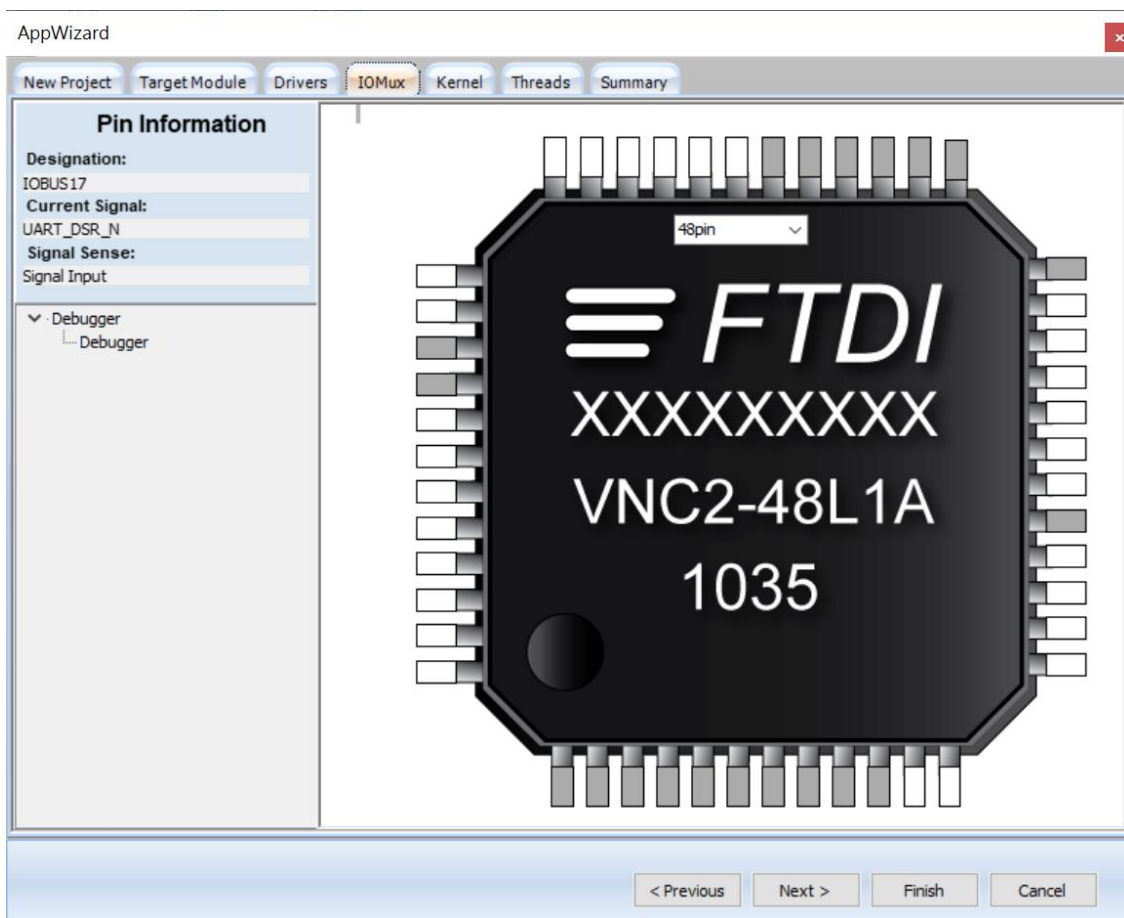 AppWizard
New Project Target Module Drivers IOMux Kernel Threads Summary
Pin Information
Designation:
IOBUS17
Current Signal:
UART_DSR_N
Signal Sense:
Signal Input
Debugger
Debugger
48pin
FTDI
XXXXXXXXX
VNC2-48L1A
1035
< Previous Next > Finish Cancel